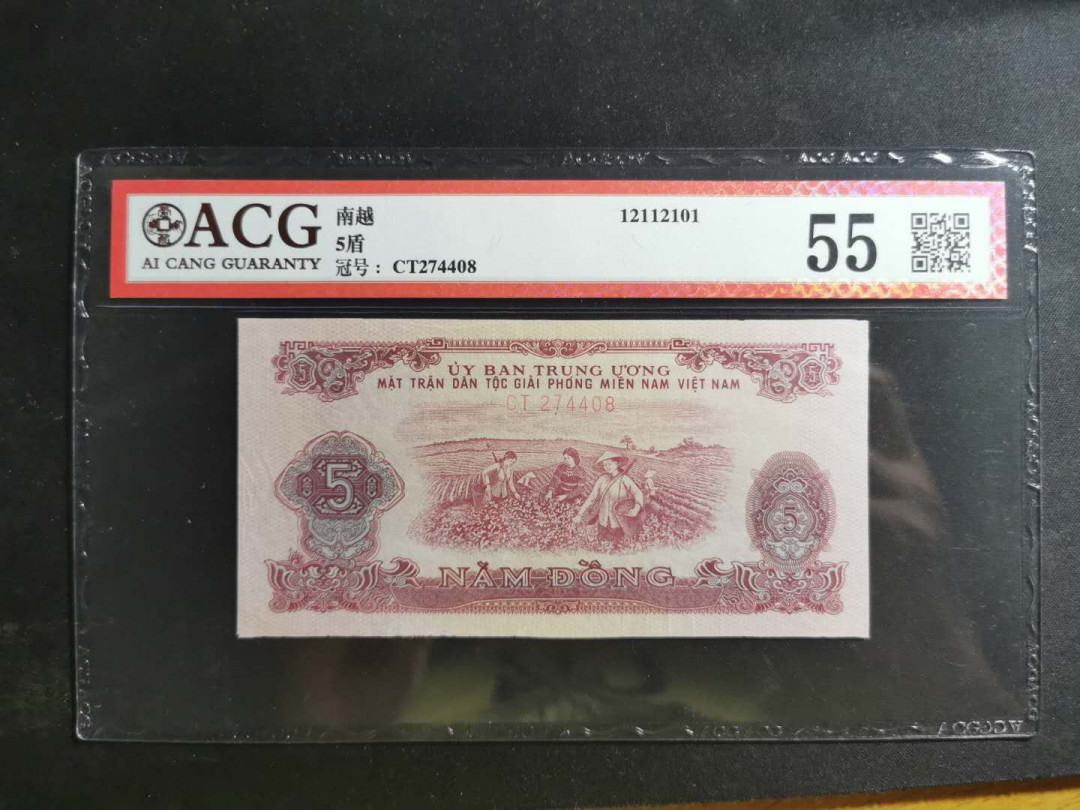 ACG
AI CANG GUARANTY
南越
5盾
冠号： CT274408
12112101
55
ỦY BAN TRUNG ƯƠNG
MẶT TRẬN DÂN TỘC GIẢI PHÓNG MIỀN NAM VIỆT NAM
CT 274408
5
5
NĂM ĐỒNG